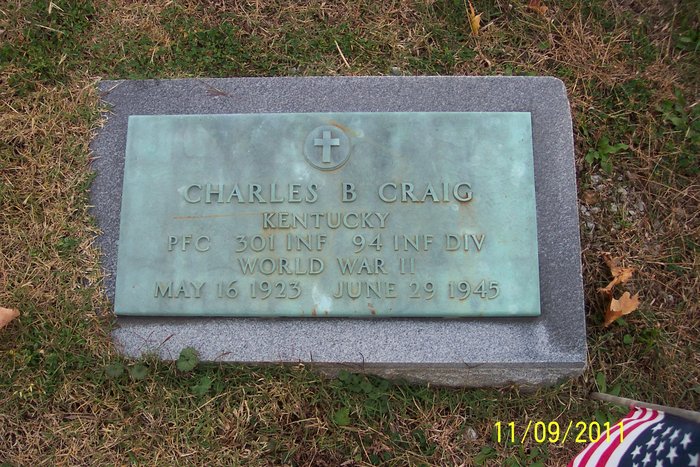 CHARLES B CRAIG
KENTUCKY
PFC 301 INF 94 INF DIV
WORLD WAR II
MAY 16 1923 JUNE 29 1945
11/09/2011